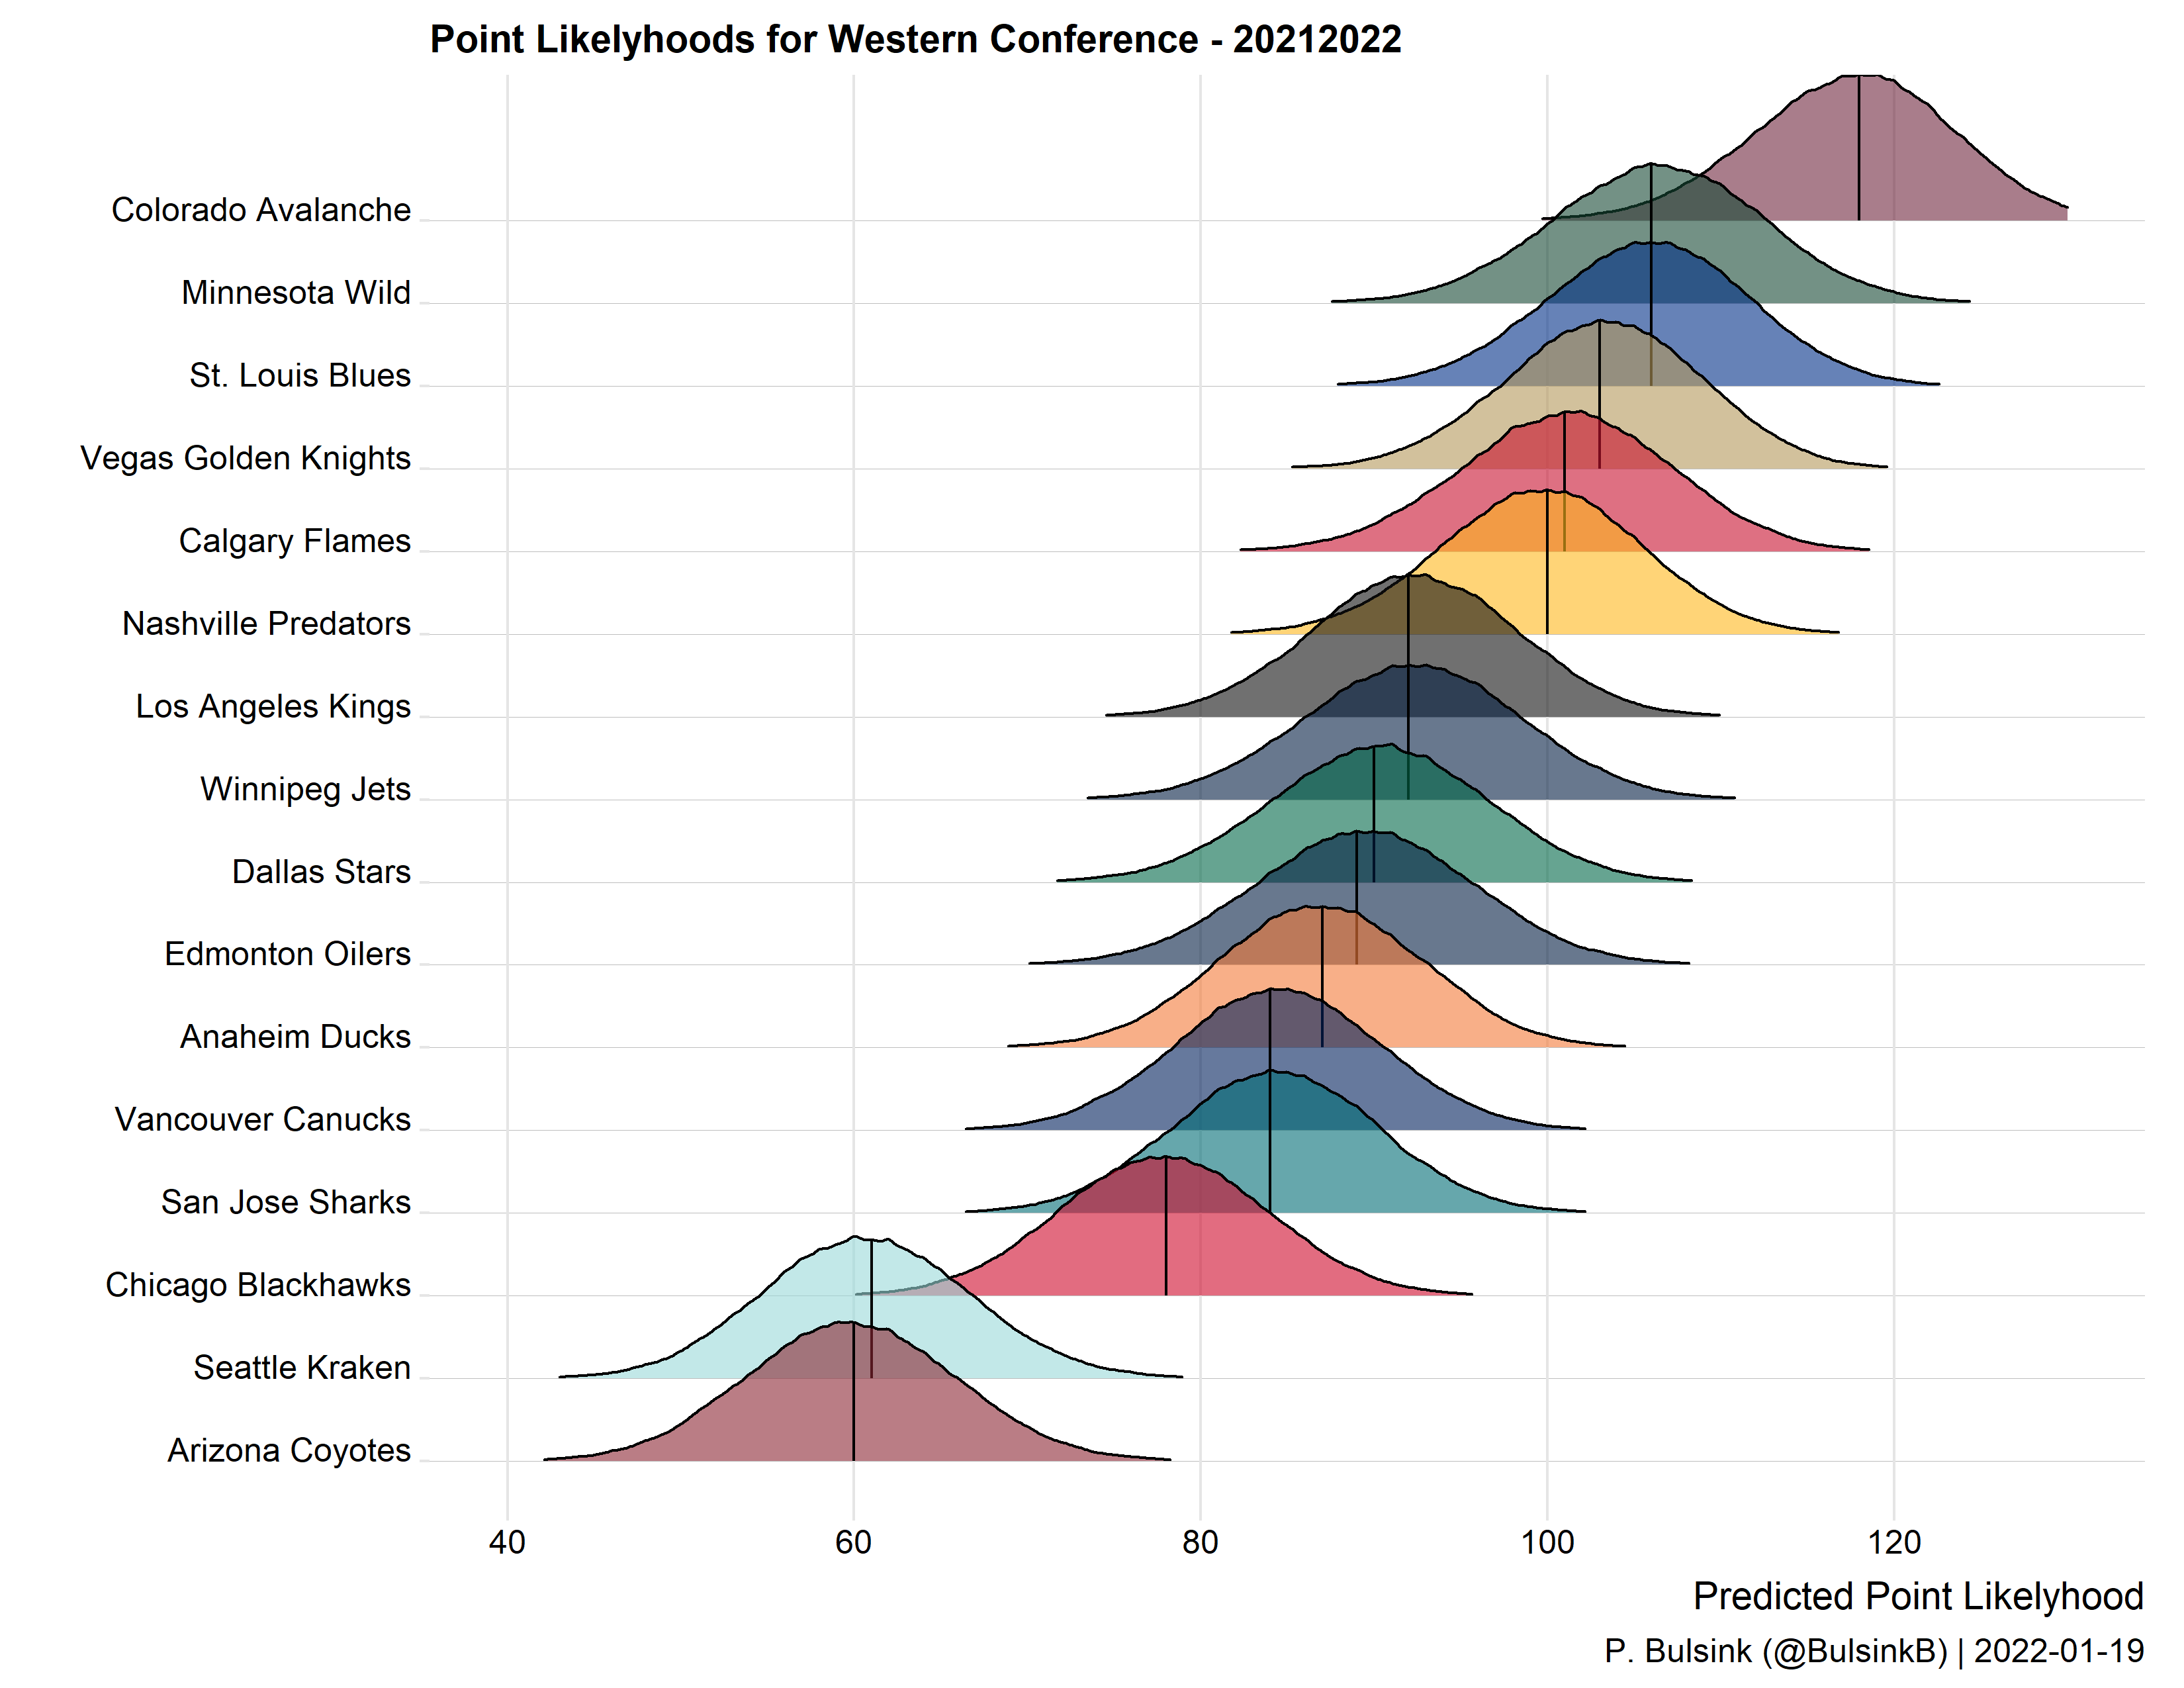 Point Likelyhoods for Western Conference - 20212022
Colorado Avalanche
Minnesota Wild
St. Louis Blues
Vegas Golden Knights
Calgary Flames
Nashville Predators
Los Angeles Kings
Winnipeg Jets
Dallas Stars
Edmonton Oilers
Anaheim Ducks
Vancouver Canucks
San Jose Sharks
Chicago Blackhawks
Seattle Kraken
Arizona Coyotes
40 60 80 100 120
Predicted Point Likelyhood
P. Bulsink (@BulsinkB) | 2022-01-19